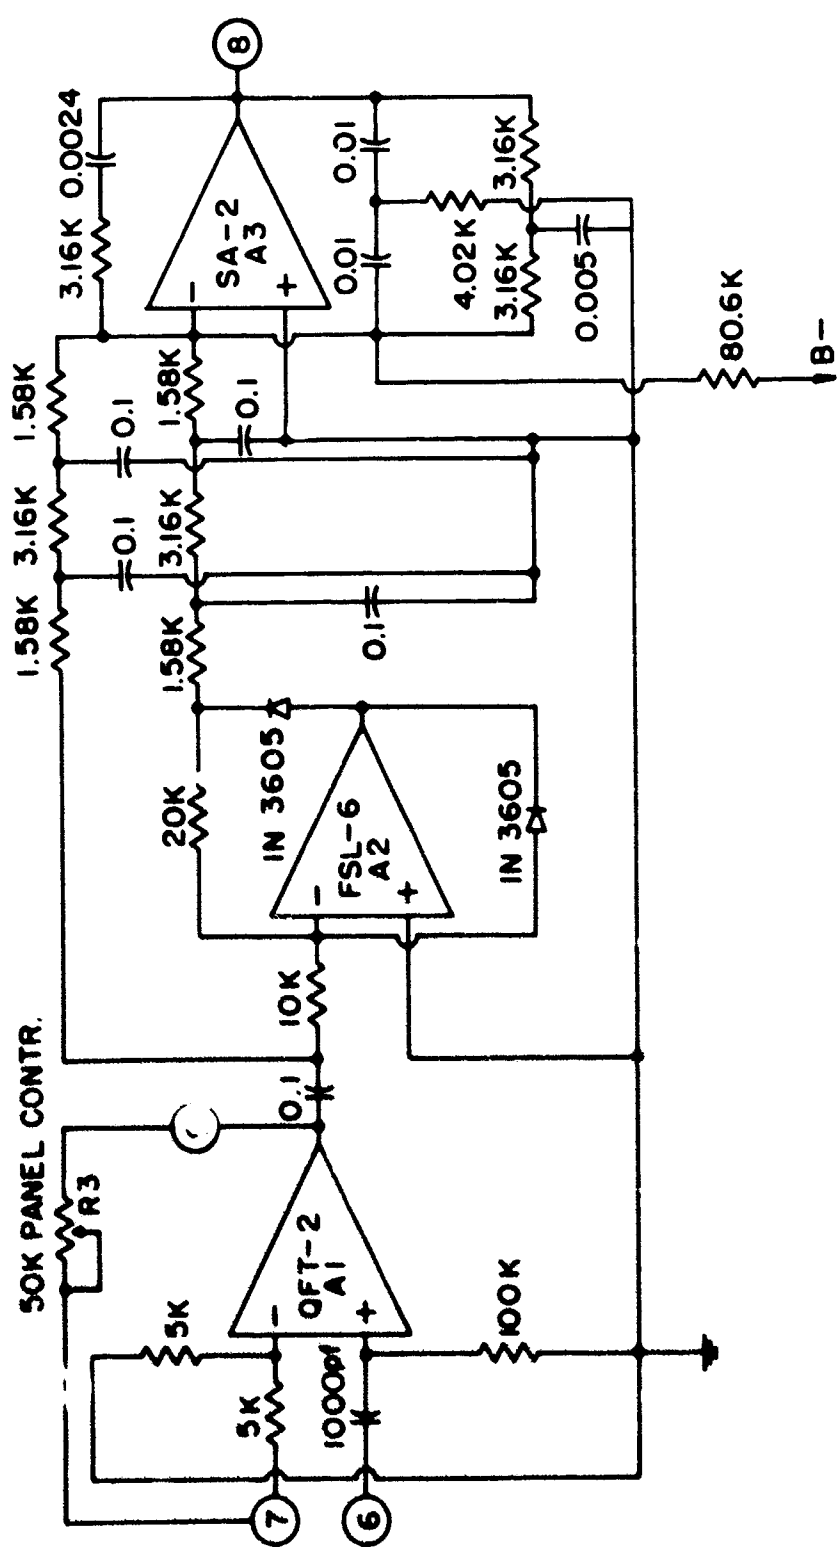 50K PANEL CONTR.
R3
5K
5K
7
1000pf
6
QFT-2
A1
100K
0.1
10K
20K
1N 3605
FSL-6
A2
1N 3605
1.58K
3.16K
1.58K
0.1
0.1
1.58K
3.16K
1.58K
0.1
0.1
3.16K
0.0024
SA-2
A3
8
0.01
0.01
4.02K
3.16K
3.16K
0.005
80.6K
B-